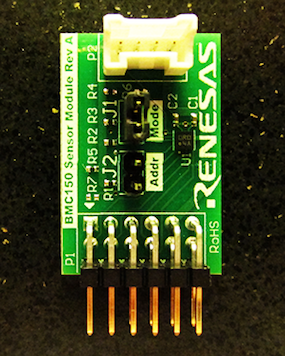 BMC150 Sensor Module Rev A
P2
R4
R3
R2
R5
R7
R1
R6
J1
J2
Mode
Addr
C2
C1
U1
RENESAS
RoHS
P1